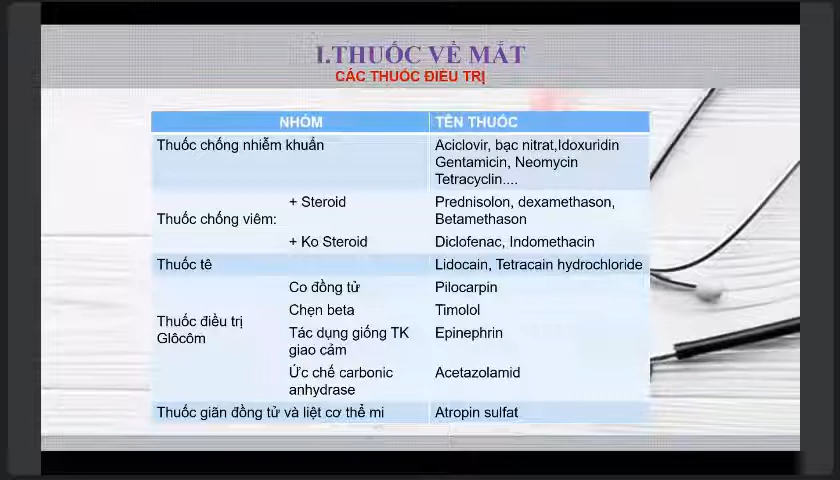 I.THUỐC VỀ MẮT
CÁC THUỐC ĐIỀU TRỊ
NHÓM TÊN THUỐC
Thuốc chống nhiễm khuẩn Aciclovir, bạc nitrat,Idoxuridin
Gentamicin, Neomycin
Tetracyclin....
+ Steroid Prednisolon, dexamethason,
Thuốc chống viêm: Betamethason
+ Ko Steroid Diclofenac, Indomethacin
Thuốc tê Lidocain, Tetracain hydrochloride
Co đồng tử Pilocarpin
Chẹn beta Timolol
Thuốc điều trị
Glôcôm
Tác dụng giống TK Epinephrin
giao cảm
Ức chế carbonic Acetazolamid
anhydrase
Thuốc giãn đồng tử và liệt cơ thể mi Atropin sulfat